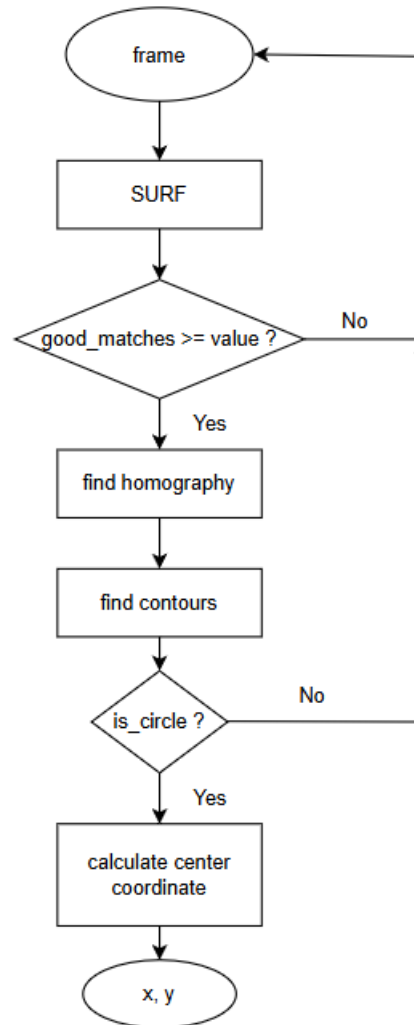 frame
SURF
good_matches >= value ?
No
Yes
find homography
find contours
is_circle ?
No
Yes
calculate center
coordinate
x, y